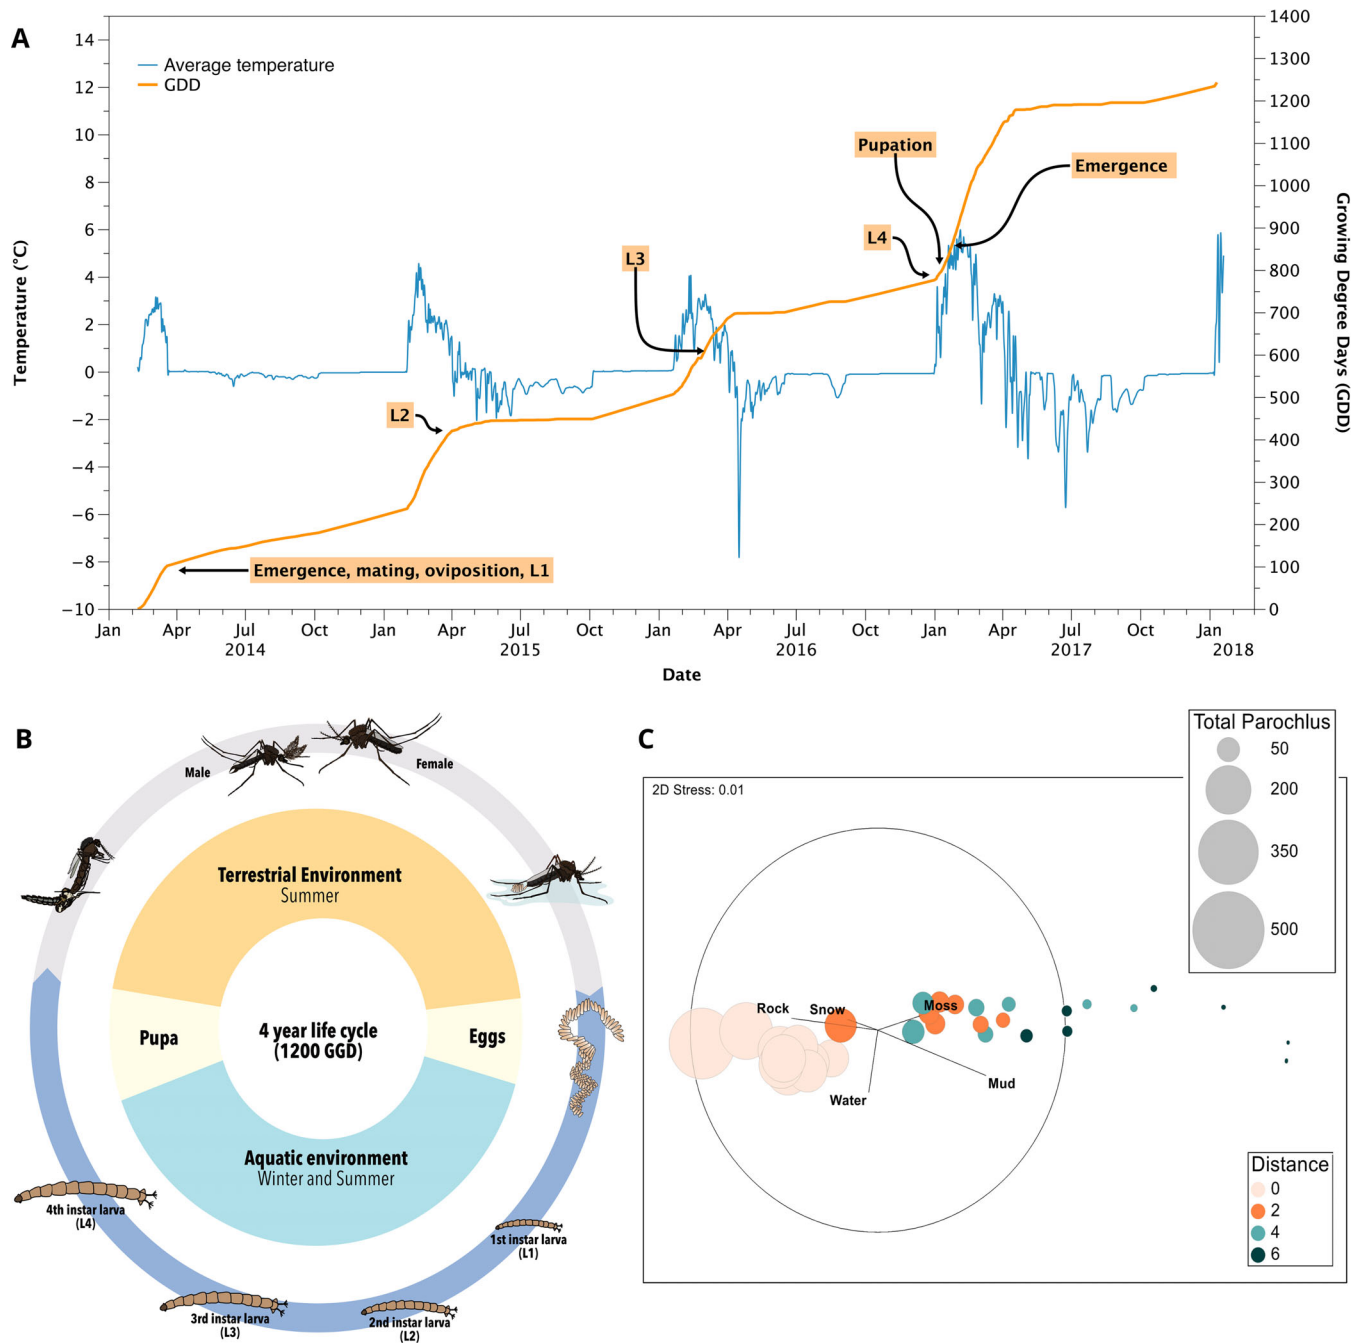 A
Average temperature
GDD
14
12
10
8
6
4
2
0
−2
−4
−6
−8
−10
Temperature (°C)
1400
1300
1200
1100
1000
900
800
700
600
500
400
300
200
100
0
Growing Degree Days (GDD)
Pupation
Emergence
L4
L3
L2
Emergence, mating, oviposition, L1
Jan Apr Jul Oct Jan Apr Jul Oct Jan Apr Jul Oct Jan Apr Jul Oct Jan
2014 2015 2016 2017 2018
Date
B
Male
Female
Terrestrial Environment
Summer
Pupa
4 year life cycle
(1200 GGD)
Eggs
Aquatic environment
Winter and Summer
4th instar larva
(L4)
1st instar larva
(L1)
3rd instar larva
(L3)
2nd instar larva
(L2)
C
Total Parochlus
50
200
350
500
2D Stress: 0.01
Rock
Snow
Moss
Water
Mud
Distance
0
2
4
6